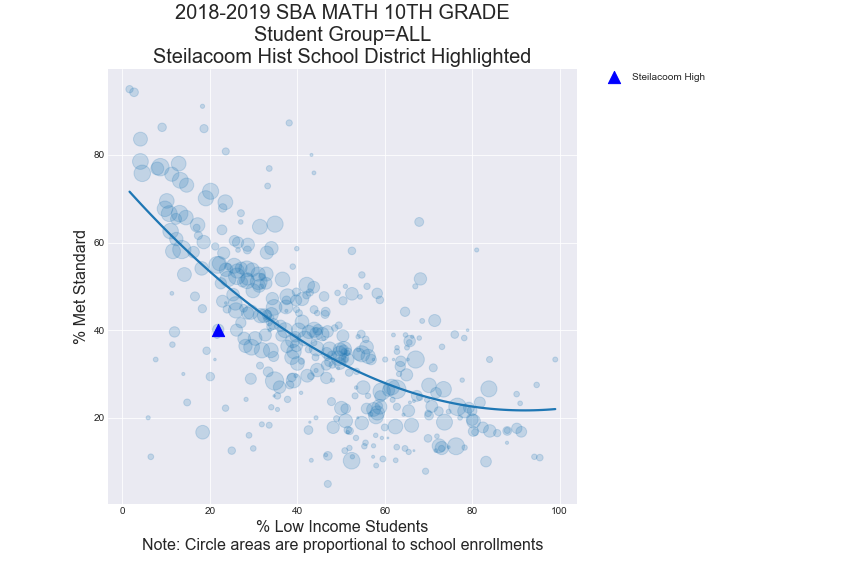 2018-2019 SBA MATH 10TH GRADE
Student Group=ALL
Steilacoom Hist School District Highlighted
Steilacoom High
% Met Standard
80
60
40
20
0 20 40 60 80 100
% Low Income Students
Note: Circle areas are proportional to school enrollments